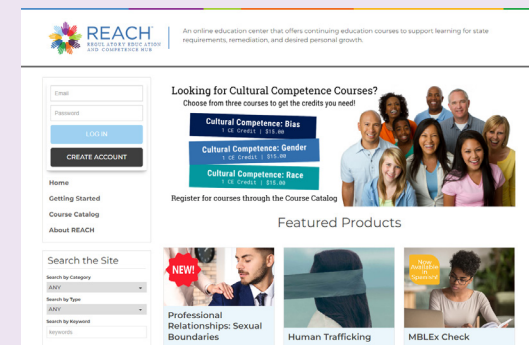 REACH
REGULATORY EDUCATION
AND COMPETENCE HUB
An online education center that offers continuing education courses to support learning for state
requirements, remediation, and desired personal growth.
Email
Password
LOG IN
CREATE ACCOUNT
Home
Getting Started
Course Catalog
About REACH
Search the Site
Search by Category
ANY
Search by Type
ANY
Search by Keyword
keywords
Looking for Cultural Competence Courses?
Choose from three courses to get the credits you need!
Cultural Competence: Bias
1 CE Credit | $15.00
Cultural Competence: Gender
1 CE Credit | $15.00
Cultural Competence: Race
1 CE Credit | $15.00
Register for courses through the Course Catalog
Featured Products
NEW!
Professional
Relationships: Sexual
Boundaries
Human Trafficking
Now
Available
in
Spanish!
MBLEx Check